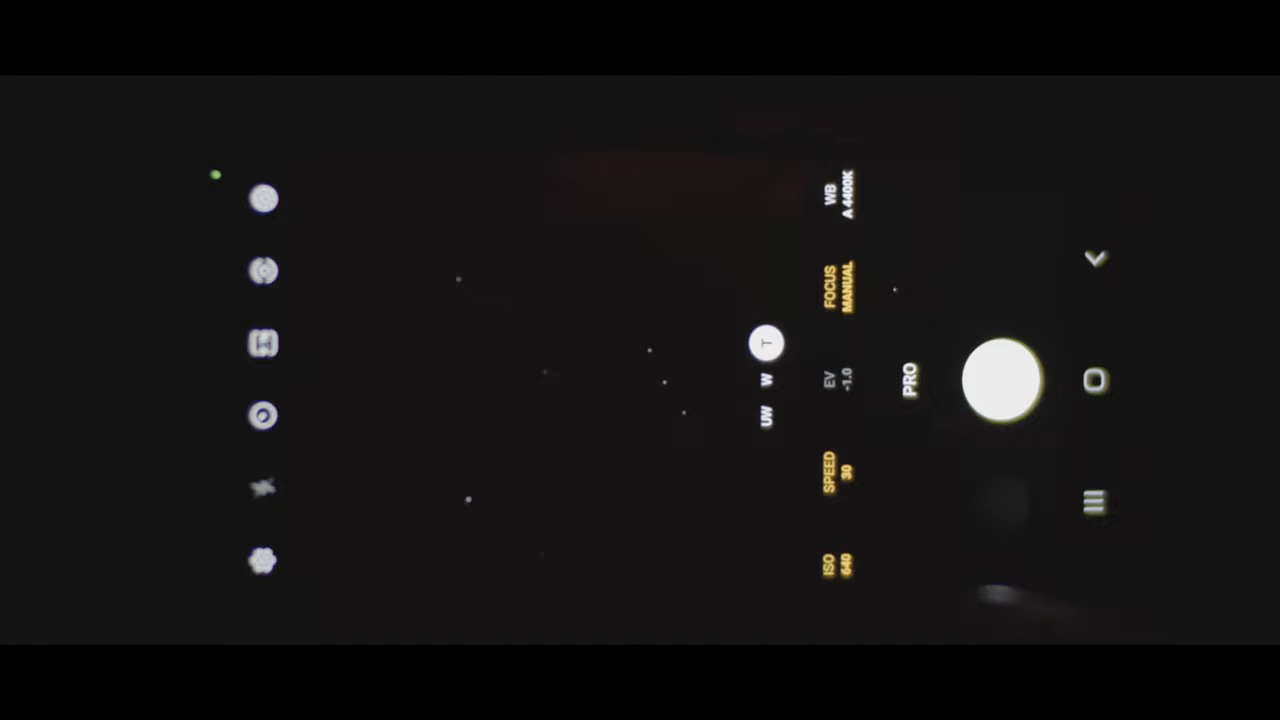 T
W
UW
WB
A 4400K
FOCUS
MANUAL
EV
-1.0
SPEED
30
ISO
640
PRO